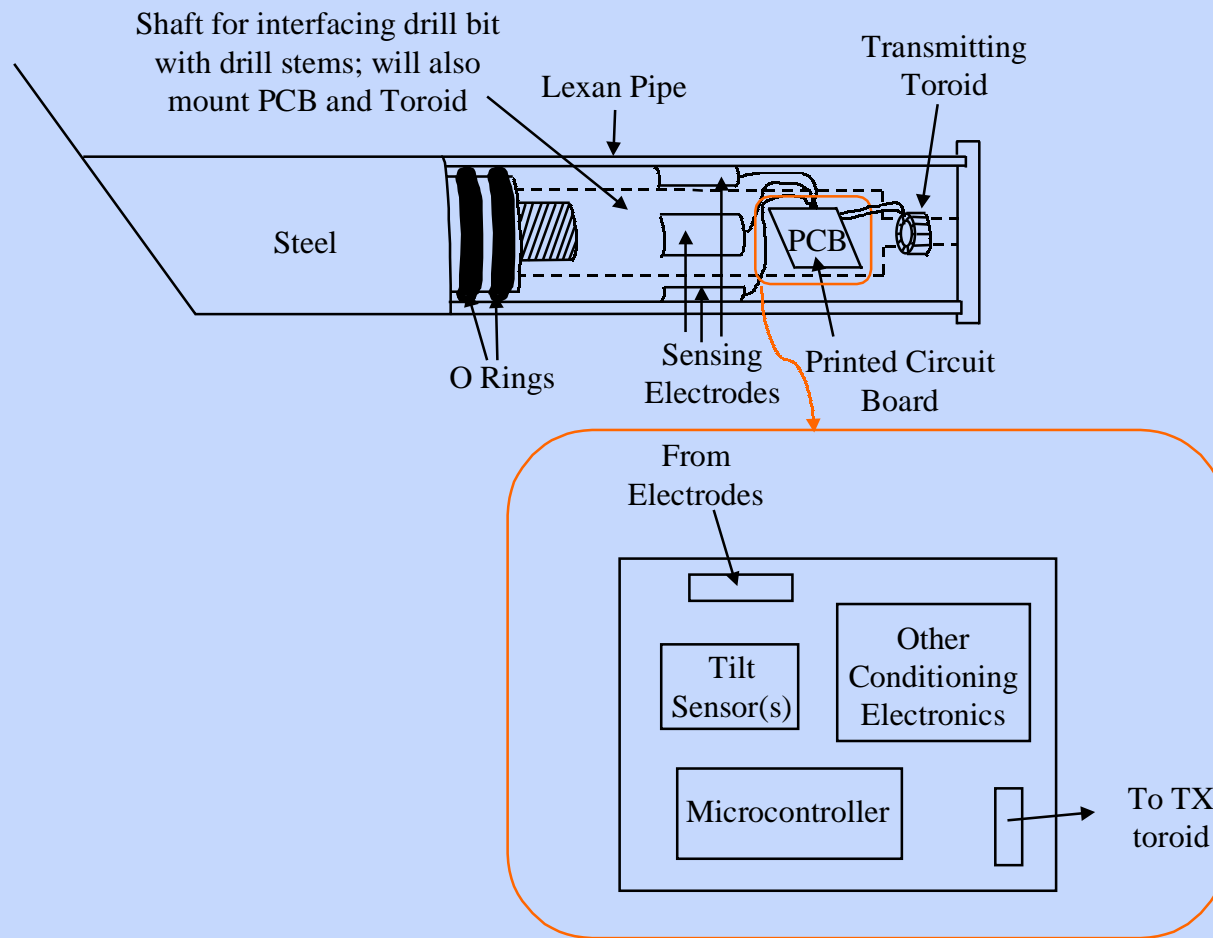 Shaft for interfacing drill bit
with drill stems; will also
mount PCB and Toroid
Lexan Pipe
Transmitting
Toroid
Steel
PCB
O Rings
Sensing
Electrodes
Printed Circuit
Board
From
Electrodes
Tilt
Sensor(s)
Other
Conditioning
Electronics
Microcontroller
To TX
toroid